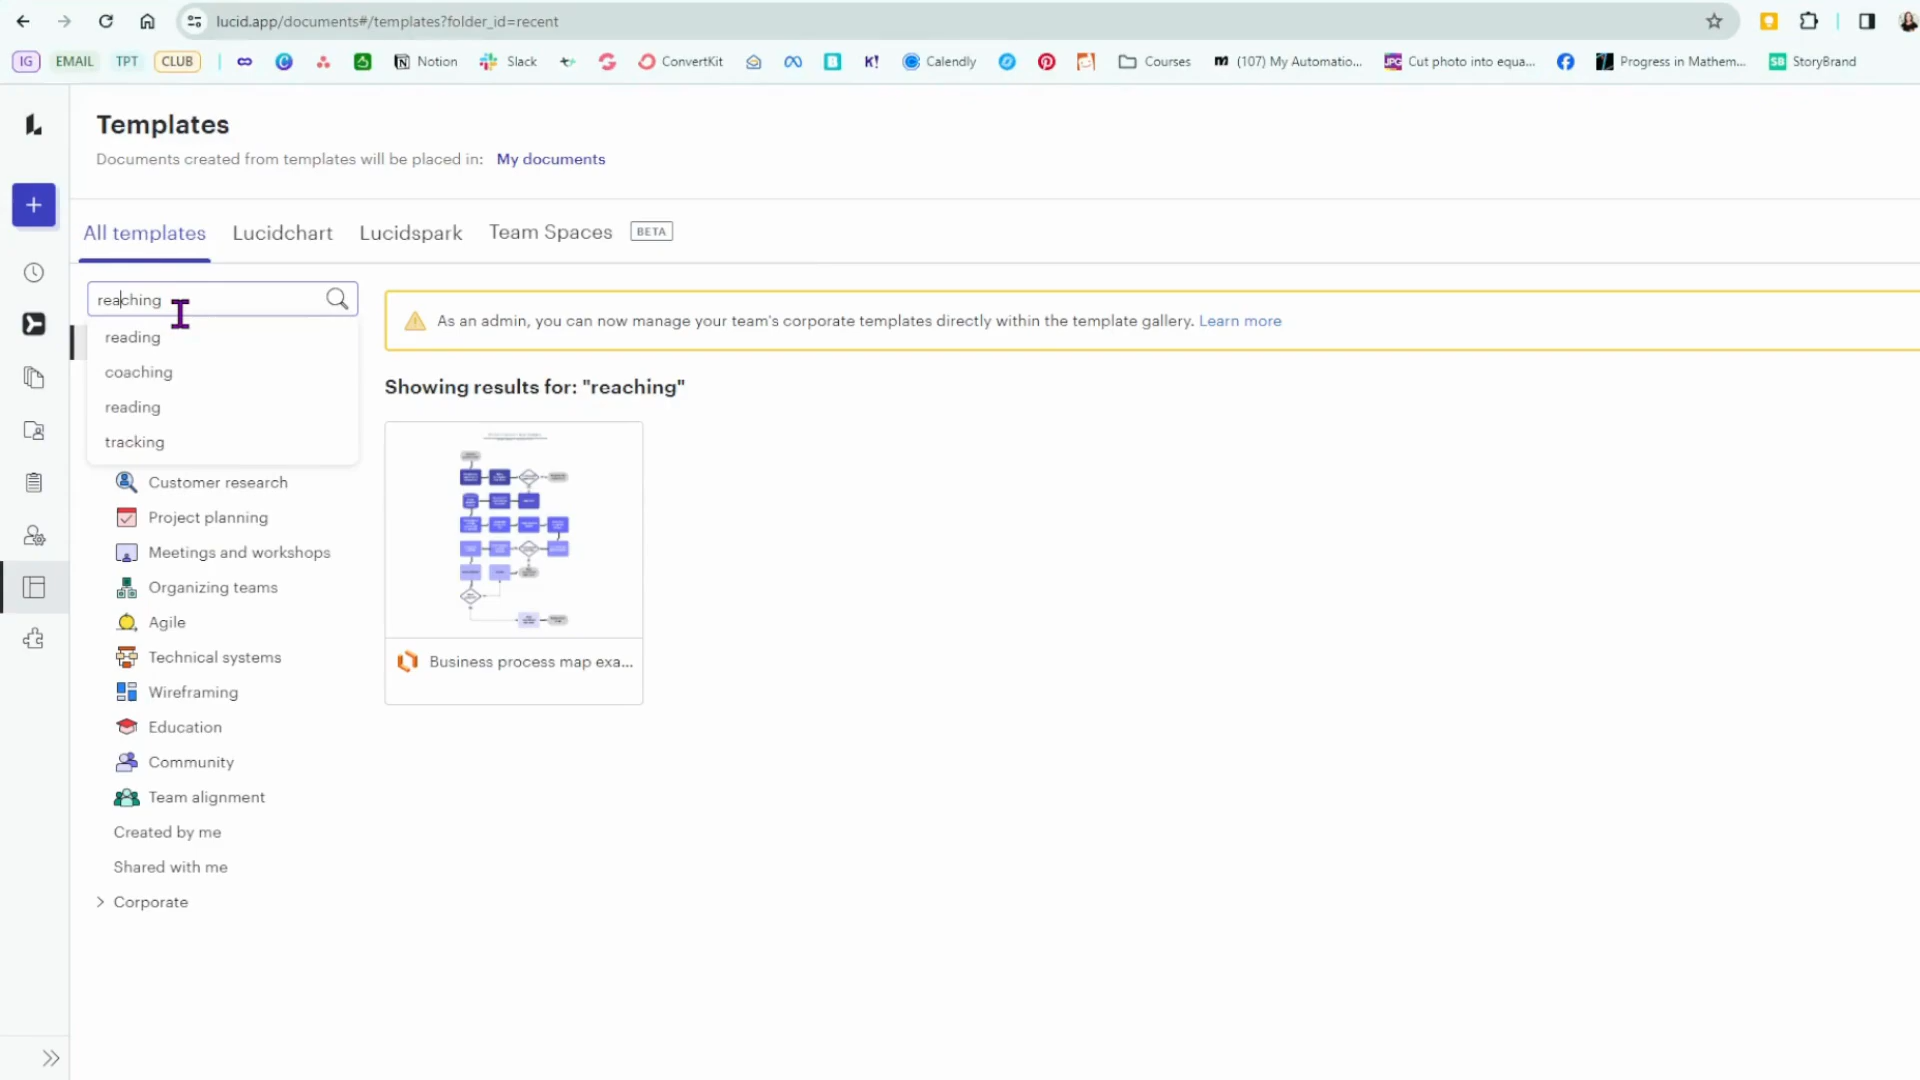 lucid.app/documents#/templates?folder_id=recent
IG EMAIL TPT CLUB Notion Slack ConvertKit K! Calendly Courses (107) My Automatio... Cut photo into equa... Progress in Mathem... SB StoryBrand
Templates
Documents created from templates will be placed in: My documents
All templates Lucidchart Lucidspark Team Spaces BETA
reaching
As an admin, you can now manage your team's corporate templates directly within the template gallery. Learn more
reading
coaching
reading
tracking
Showing results for: "reaching"
Customer research
Project planning
Meetings and workshops
Organizing teams
Agile
Technical systems
Business process map exa...
Wireframing
Education
Community
Team alignment
Created by me
Shared with me
Corporate